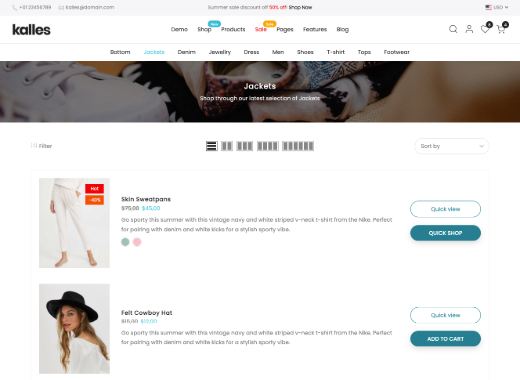 +01 23456789 kalles@domain.com Summer sale discount off 50% off! Shop Now USD
kalles
Demo Shop New Products Sale Sale Pages Features Blog
Bottom Jackets Denim Jewellry Dress Men Shoes T-shirt Tops Footwear
Jackets
Shop through our latest selection of Jackets
Filter Sort by
Hot
-40%
Skin Sweatpans
$75,00 $45,00
Go sporty this summer with this vintage navy and white striped v-neck t-shirt from the Nike. Perfect
for pairing with denim and white kicks for a stylish sporty vibe.
Quick view
QUICK SHOP
Felt Cowboy Hat
Go sporty this summer with this vintage navy and white striped v-neck t-shirt from the Nike. Perfect
for pairing with denim and white kicks for a stylish sporty vibe.
Quick view
ADD TO CART